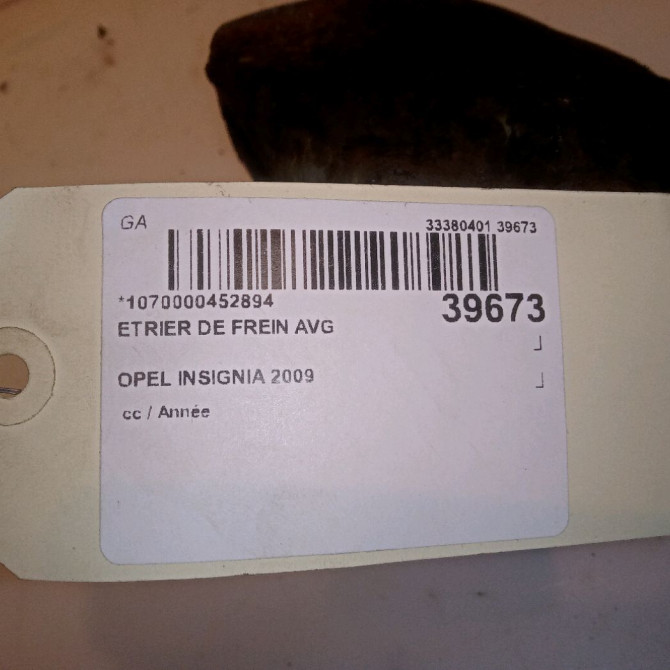 GA
33380401 39673
*1070000452894
39673
ETRIER DE FREIN AVG
OPEL INSIGNIA 2009
cc / Année